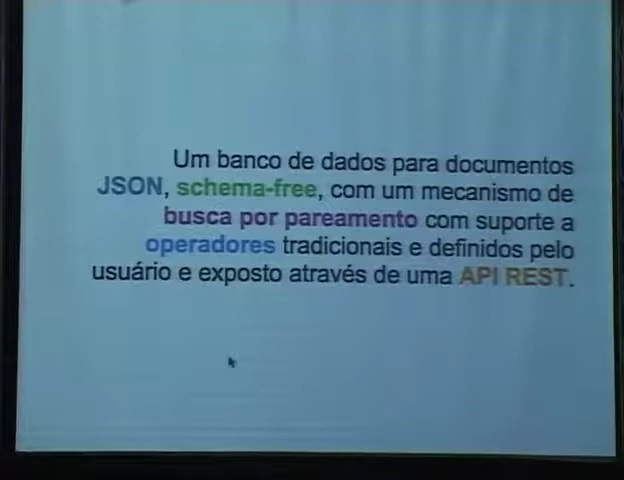 Um banco de dados para documentos
JSON, schema-free, com um mecanismo de
busca por pareamento com suporte a
operadores tradicionais e definidos pelo
usuário e exposto através de uma API REST.